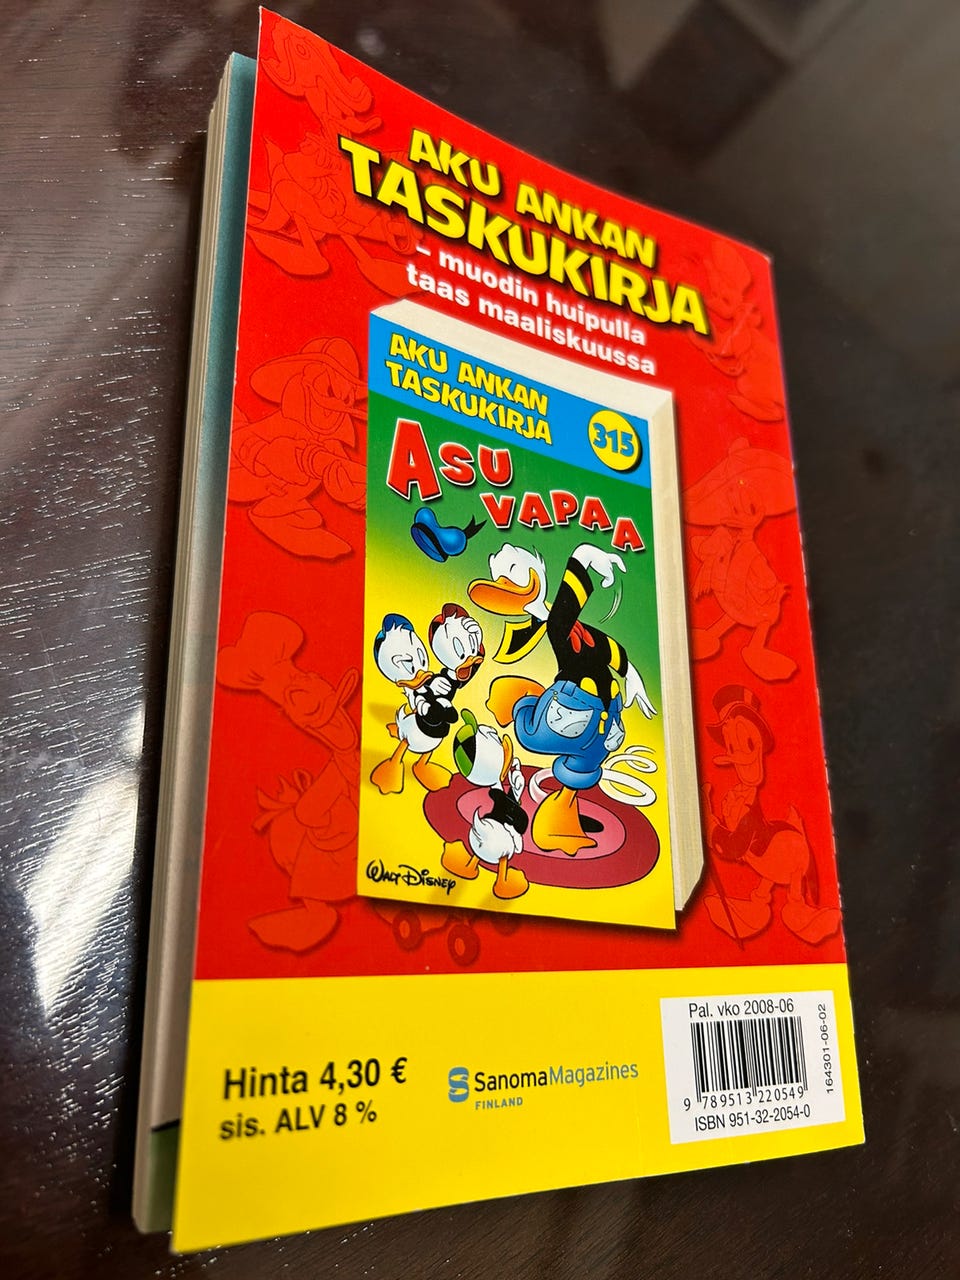 AKU ANKAN
TASKUKIRJA
– muodin huipulla
taas maaliskuussa
AKU ANKAN
TASKUKIRJA
315
ASU
VAPAA
WALT DISNEY
Hinta 4,30 €
sis. ALV 8 %
SanomaMagazines
FINLAND
Pal. vko 2008-06
9 789513 220549
ISBN 951-32-2054-0
164301-06-02